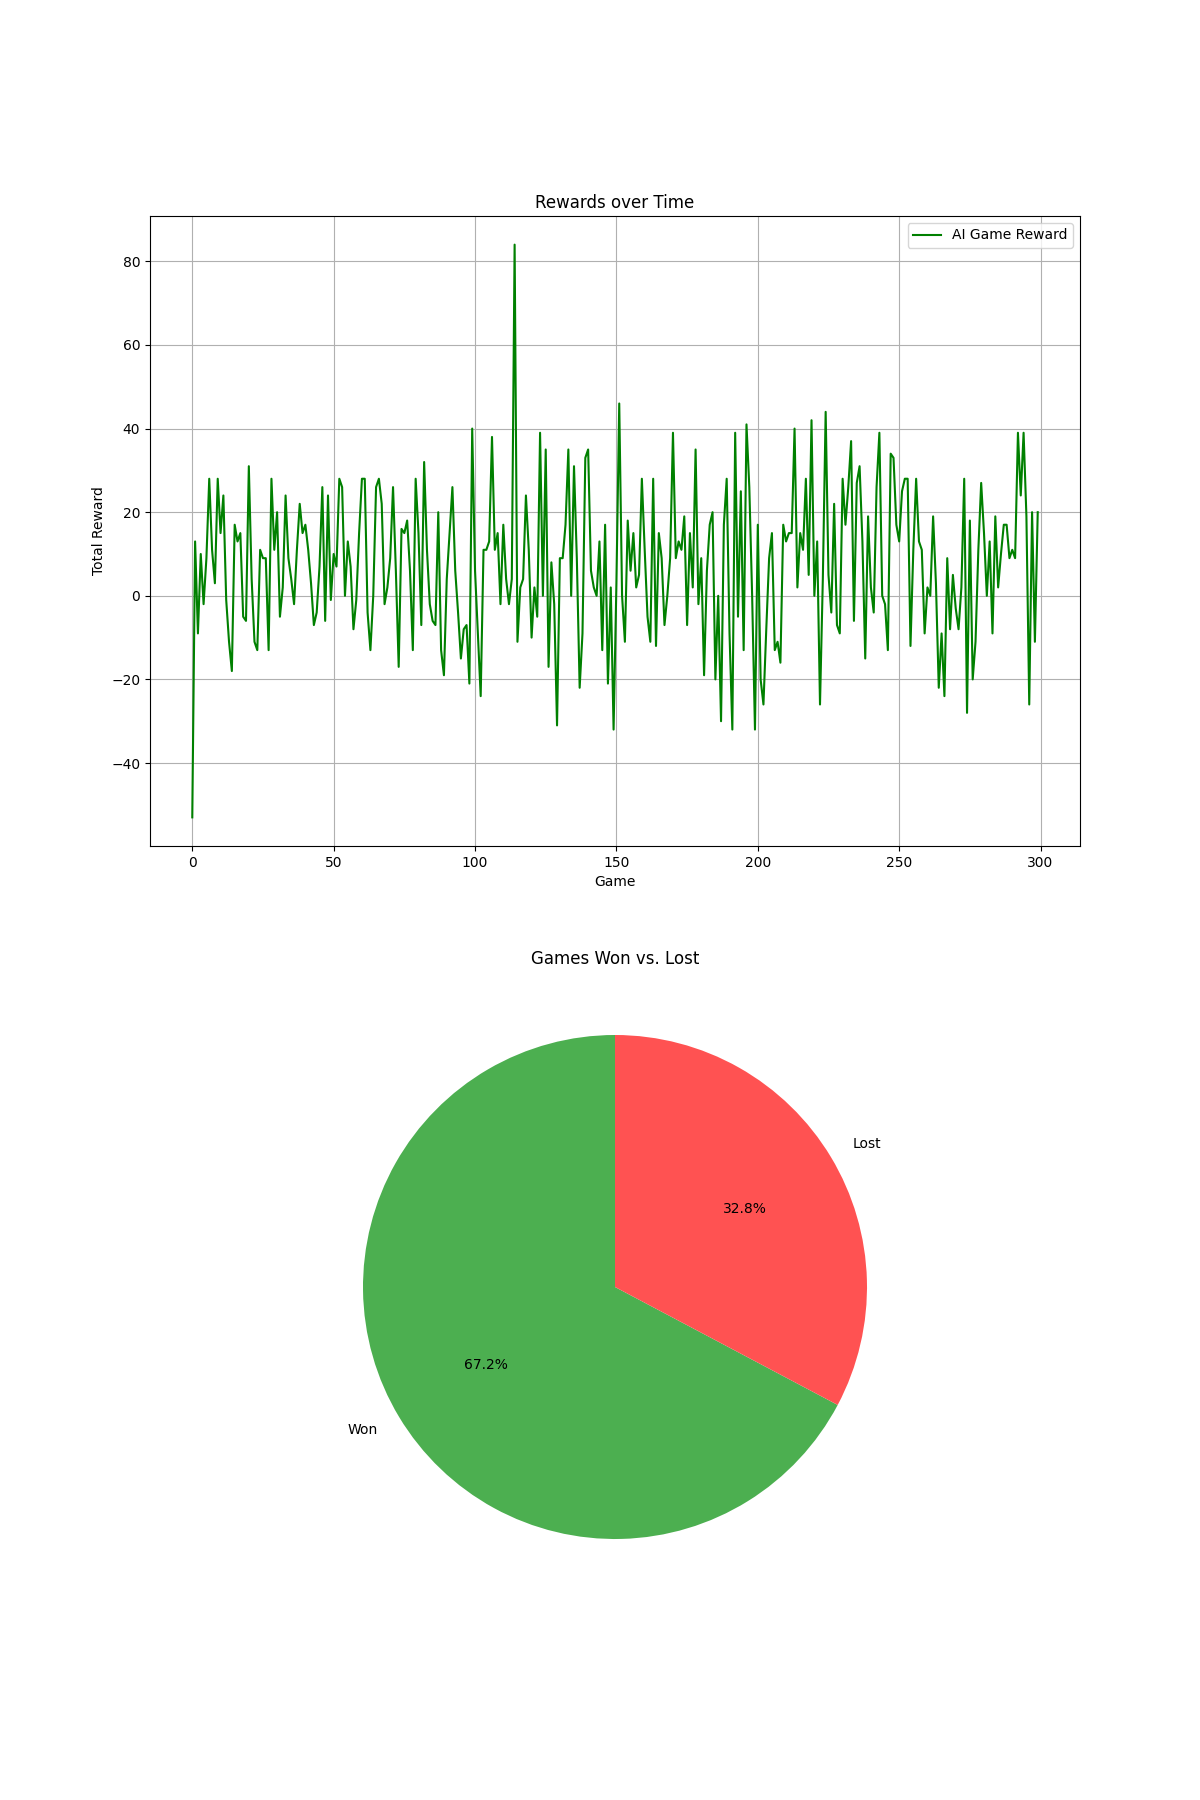 Rewards over Time
AI Game Reward
80
60
40
20
0
−20
−40
Total Reward
0 50 100 150 200 250 300
Game
Games Won vs. Lost
Lost
32.8%
67.2%
Won